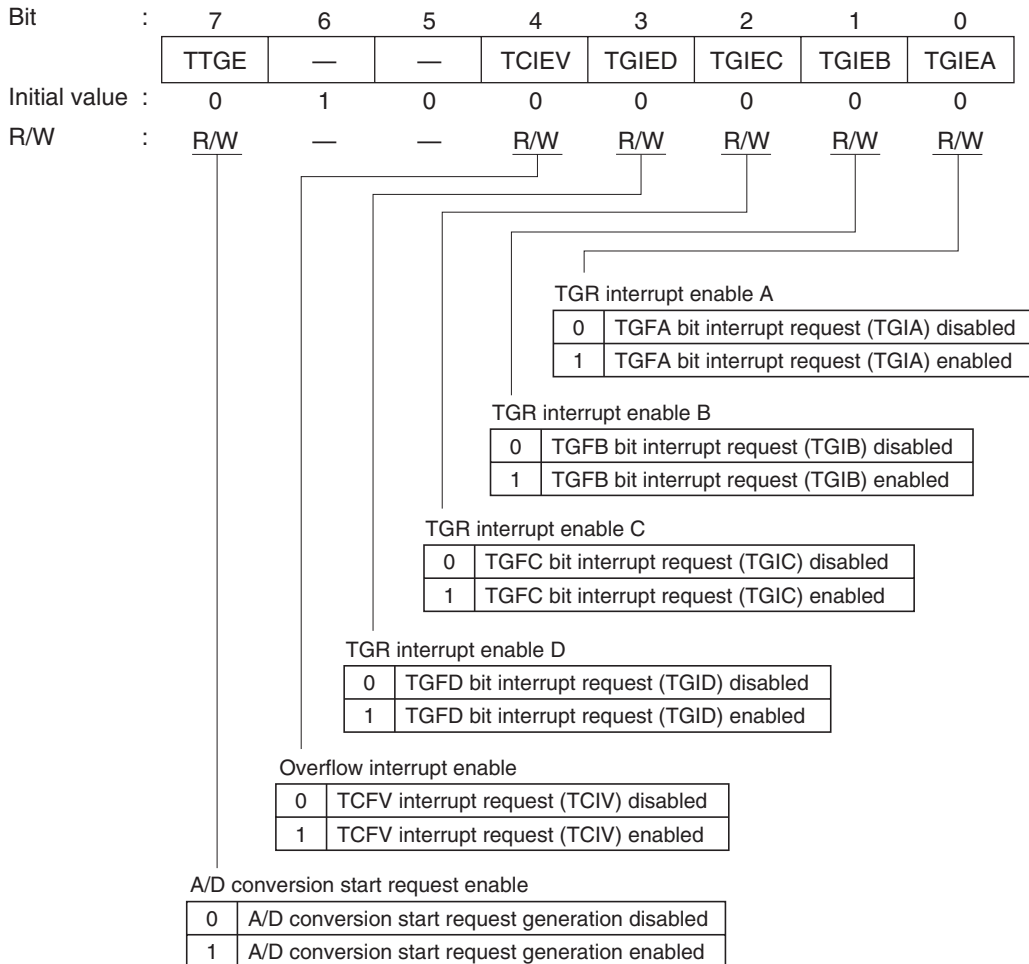 Bit : 7 6 5 4 3 2 1 0
TTGE — — TCIEV TGIED TGIEC TGIEB TGIEA
Initial value : 0 1 0 0 0 0 0 0
R/W : R/W — — R/W R/W R/W R/W R/W
TGR interrupt enable A
0 TGFA bit interrupt request (TGIA) disabled
1 TGFA bit interrupt request (TGIA) enabled
TGR interrupt enable B
0 TGFB bit interrupt request (TGIB) disabled
1 TGFB bit interrupt request (TGIB) enabled
TGR interrupt enable C
0 TGFC bit interrupt request (TGIC) disabled
1 TGFC bit interrupt request (TGIC) enabled
TGR interrupt enable D
0 TGFD bit interrupt request (TGID) disabled
1 TGFD bit interrupt request (TGID) enabled
Overflow interrupt enable
0 TCFV interrupt request (TCIV) disabled
1 TCFV interrupt request (TCIV) enabled
A/D conversion start request enable
0 A/D conversion start request generation disabled
1 A/D conversion start request generation enabled